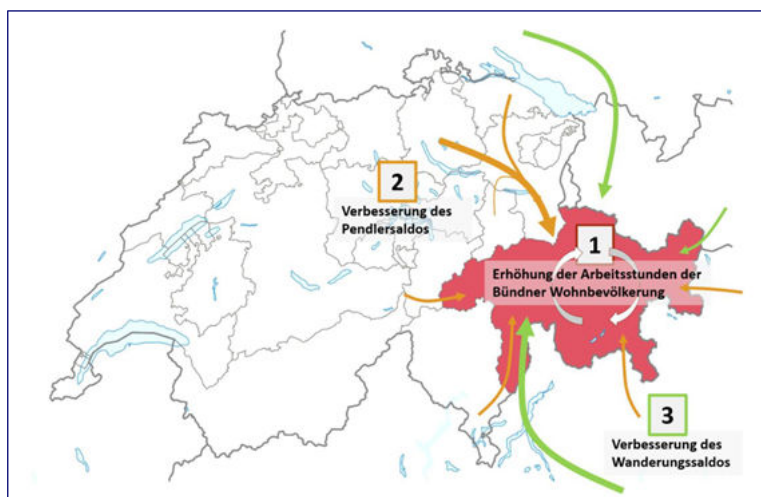 1
Erhöhung der Arbeitsstunden der
Bündner Wohnbevölkerung
2
Verbesserung des
Pendlersaldos
3
Verbesserung des
Wanderungssaldos